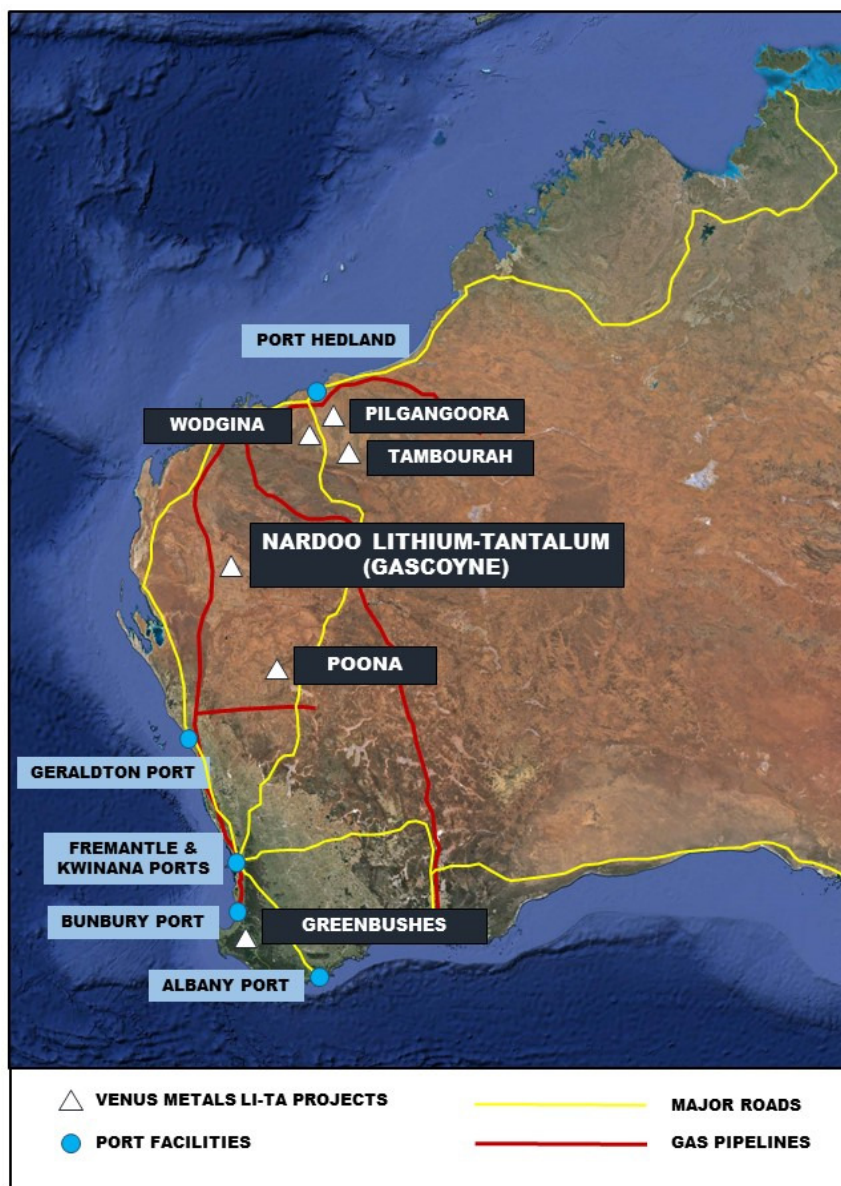 PORT HEDLAND
PILGANGOORA
WODGINA
TAMBOURAH
NARDOO LITHIUM-TANTALUM
(GASCOYNE)
POONA
GERALDTON PORT
FREMANTLE &
KWINANA PORTS
BUNBURY PORT
GREENBUSHES
ALBANY PORT
VENUS METALS LI-TA PROJECTS
MAJOR ROADS
PORT FACILITIES
GAS PIPELINES